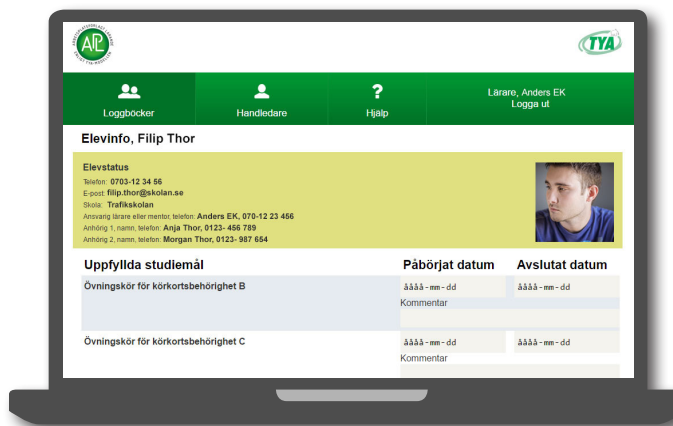 APL
TYA
Loggböcker
Handledare
Hjälp
Lärare, Anders EK
Logga ut
Elevinfo, Filip Thor
Elevstatus
Telefon: 0703-12 34 56
E-post: filip.thor@skolan.se
Skola: Trafikskolan
Ansvarig lärare eller mentor, telefon: Anders EK, 070-12 23 456
Anhörig 1, namn, telefon: Anja Thor, 0123- 456 789
Anhörig 2, namn, telefon: Morgan Thor, 0123- 987 654
Uppfyllda studiemål Påbörjat datum Avslutat datum
Övningskör för körkortsbehörighet B åååå-mm-dd åååå-mm-dd
Kommentar
Övningskör för körkortsbehörighet C åååå-mm-dd åååå-mm-dd
Kommentar